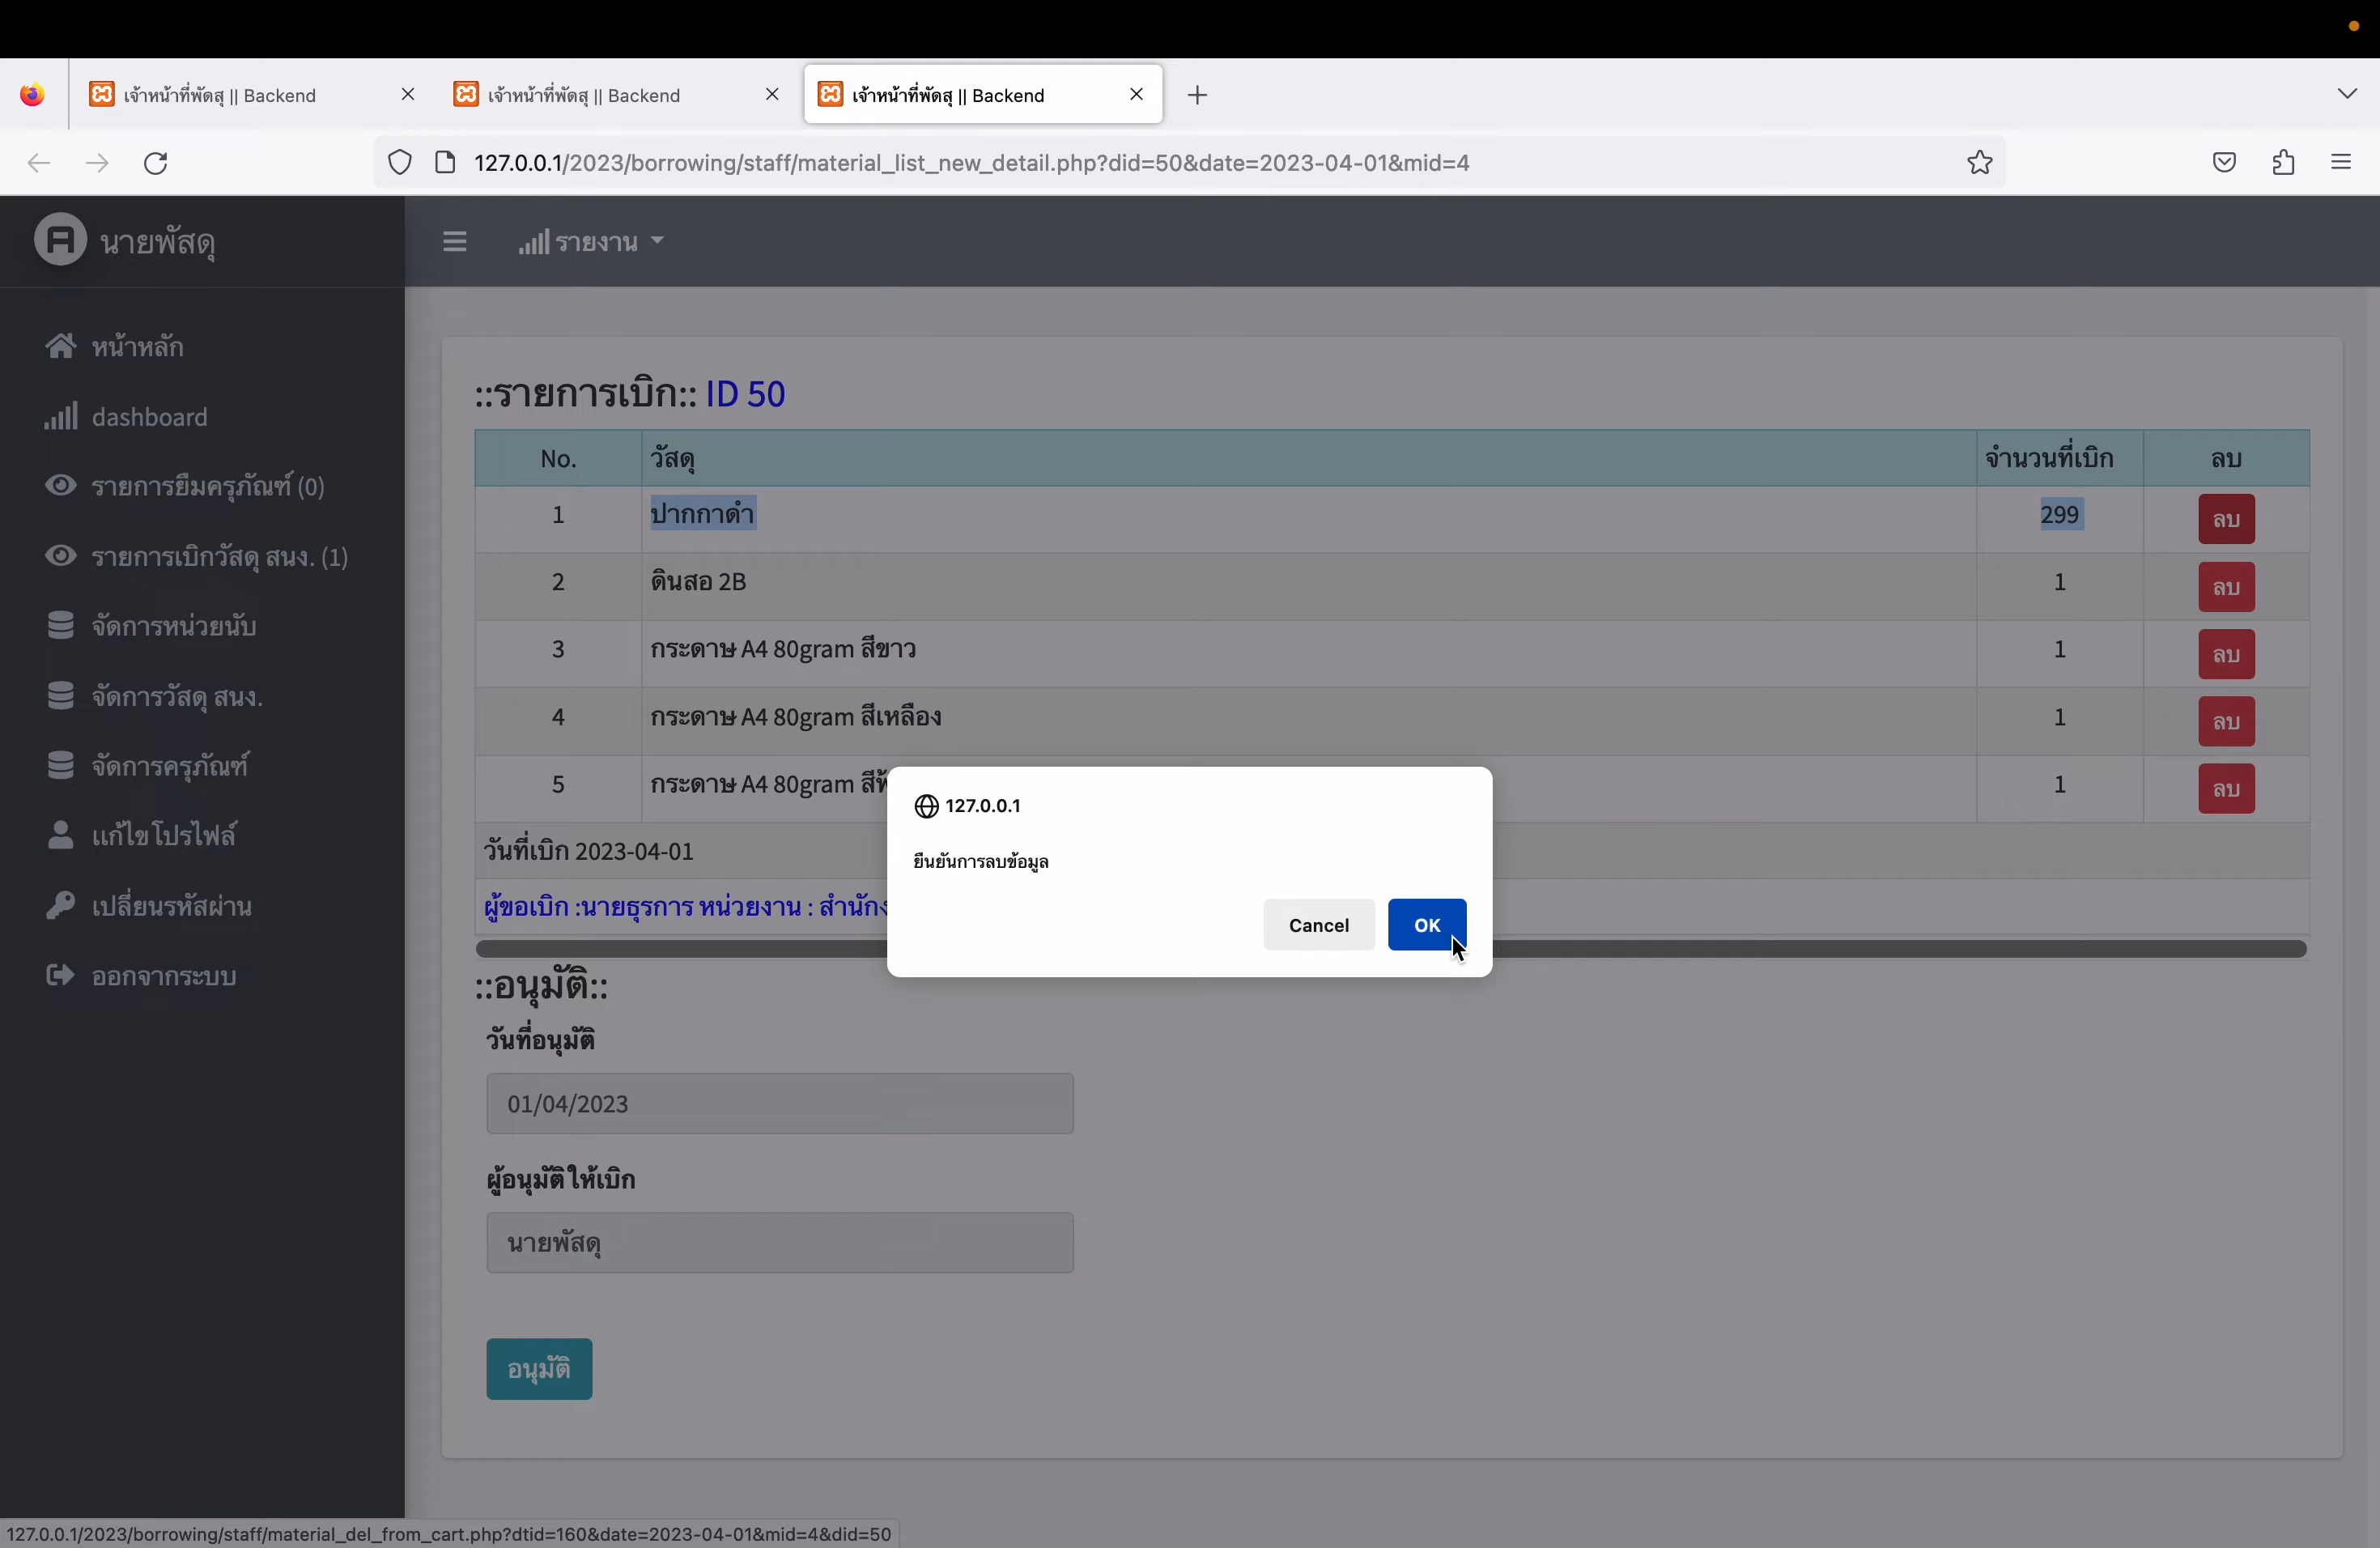 เจ้าหน้าที่พัดสุ || Backend
เจ้าหน้าที่พัดสุ || Backend
เจ้าหน้าที่พัดสุ || Backend
127.0.0.1/2023/borrowing/staff/material_list_new_detail.php?did=50&date=2023-04-01&mid=4
นายพัสดุ
รายงาน
หน้าหลัก
dashboard
รายการยืมครุภัณฑ์ (0)
รายการเบิกวัสดุ สนง. (1)
จัดการหน่วยนับ
จัดการวัสดุ สนง.
จัดการครุภัณฑ์
แก้ไขโปรไฟล์
เปลี่ยนรหัสผ่าน
ออกจากระบบ
::รายการเบิก:: ID 50
No. วัสดุ จำนวนที่เบิก ลบ
1 ปากกาดำ 299 ลบ
2 ดินสอ 2B 1 ลบ
3 กระดาษ A4 80gram สีขาว 1 ลบ
4 กระดาษ A4 80gram สีเหลือง 1 ลบ
5 กระดาษ A4 80gram 1 ลบ
วันที่เบิก 2023-04-01
ผู้ขอเบิก :นายธุรการ หน่วยงาน :
127.0.0.1
ยืนยันการลบข้อมูล
Cancel OK
::อนุมัติ::
วันที่อนุมัติ
01/04/2023
ผู้อนุมัติให้เบิก
นายพัสดุ
อนุมัติ
127.0.0.1/2023/borrowing/staff/material_del_from_cart.php?dtid=160&date=2023-04-01&mid=4&did=50